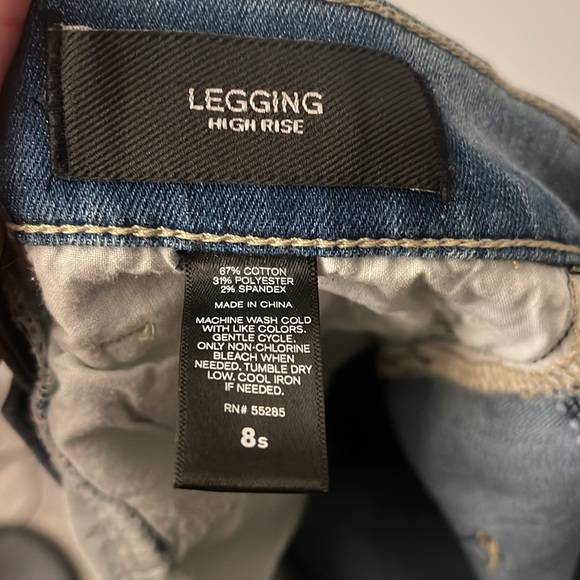 LEGGING
HIGH RISE
67% COTTON
31% POLYESTER
2% SPANDEX
MADE IN CHINA
MACHINE WASH COLD
WITH LIKE COLORS.
GENTLE CYCLE.
ONLY NON-CHLORINE
BLEACH WHEN
NEEDED. TUMBLE DRY
LOW. COOL IRON
IF NEEDED.
RN# 55285
8s